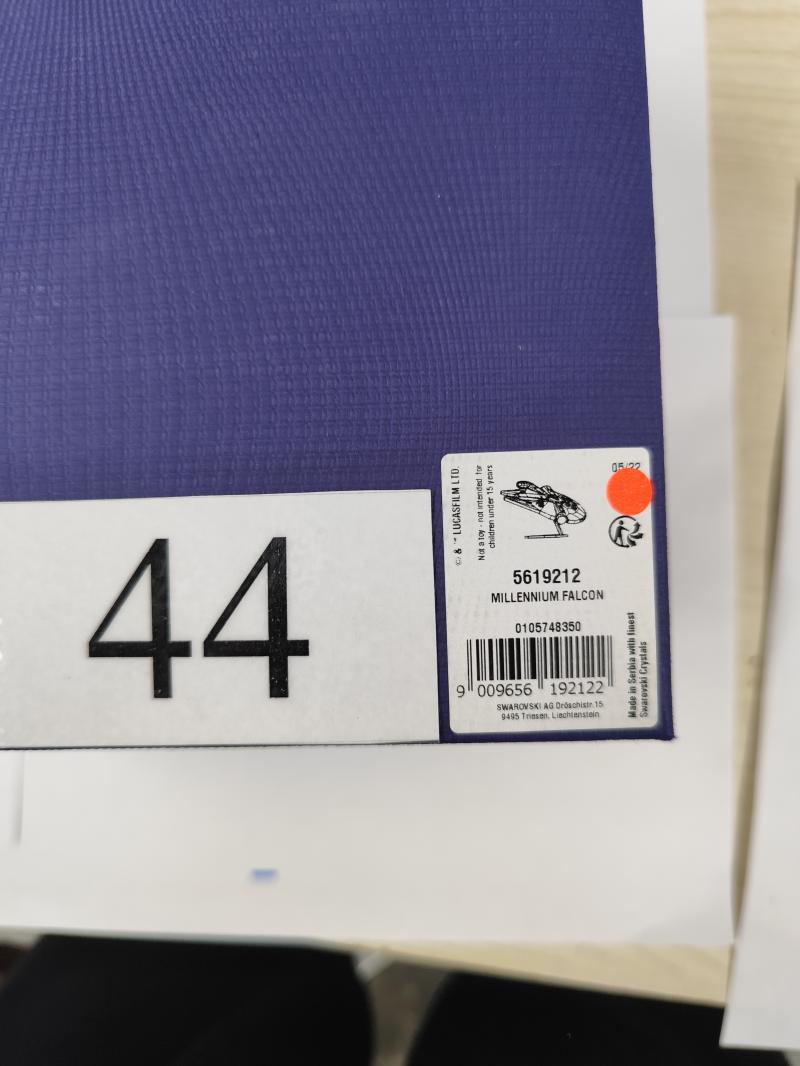 44
© & ™ LUCASFILM LTD.
Not a toy - not intended for
children under 15 years
05/22
5619212
MILLENNIUM FALCON
0105748350
9 009656 192122
SWAROVSKI AG Dröschistr.15
9495 Triesen, Liechtenstein
Made in Serbia with finest
Swarovski Crystals